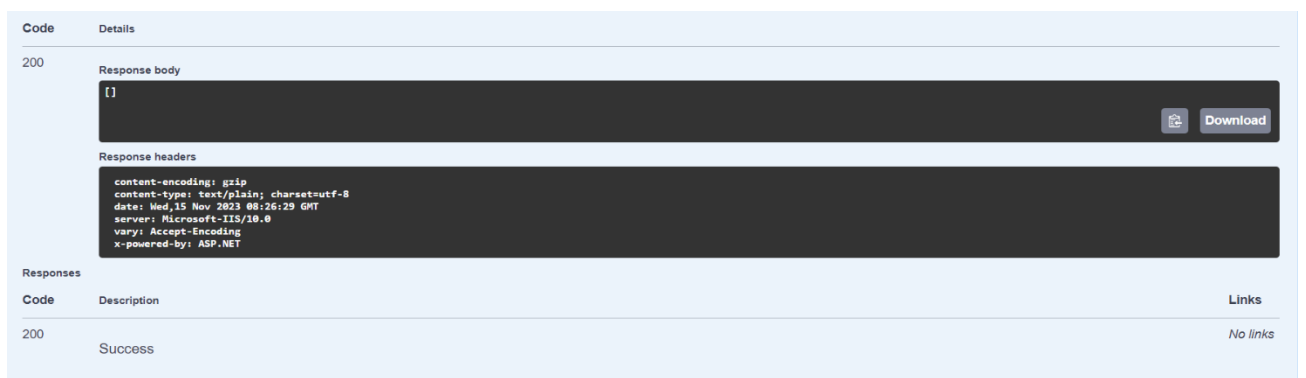 Code Details
200
Response body
[]
Download
Response headers
content-encoding: gzip
content-type: text/plain; charset=utf-8
date: Wed,15 Nov 2023 08:26:29 GMT
server: Microsoft-IIS/10.0
vary: Accept-Encoding
x-powered-by: ASP.NET
Responses
Code Description Links
200 No links
Success